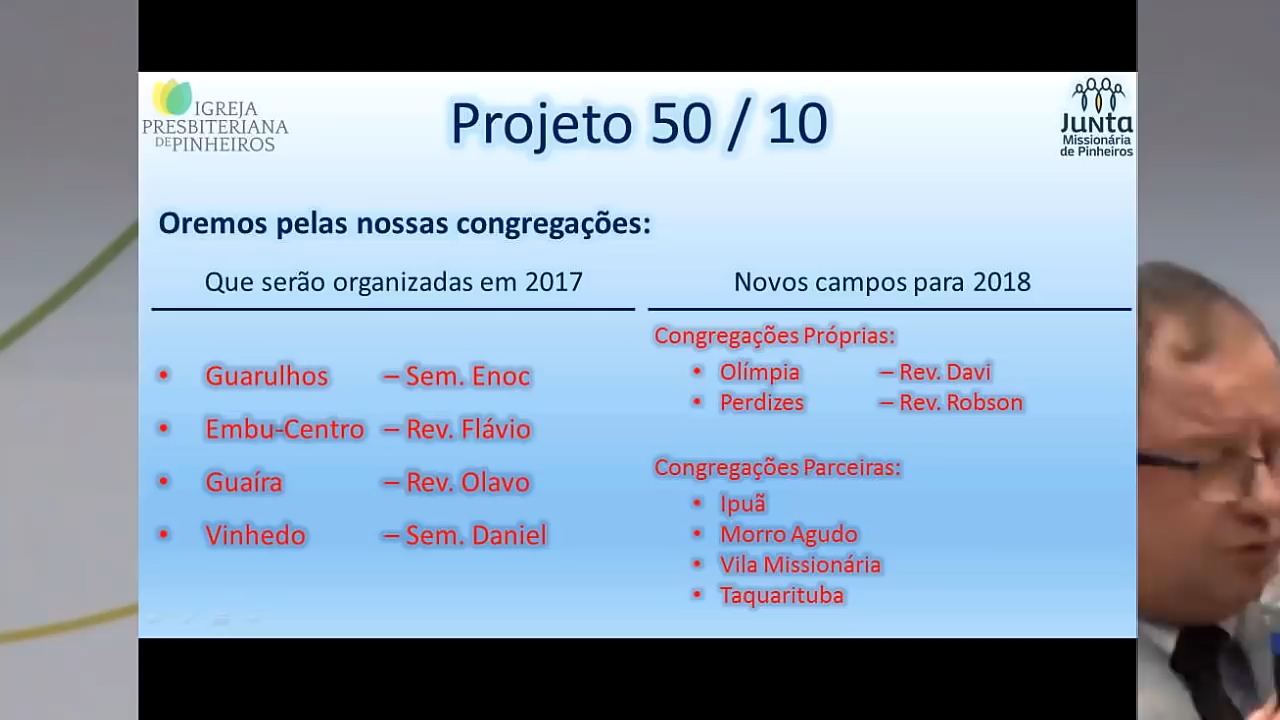 IGREJA
PRESBITERIANA
DE PINHEIROS
Projeto 50 / 10
Junta
Missionária
de Pinheiros
Oremos pelas nossas congregações:
Que serão organizadas em 2017
• Guarulhos – Sem. Enoc
• Embu-Centro – Rev. Flávio
• Guaíra – Rev. Olavo
• Vinhedo – Sem. Daniel
Novos campos para 2018
Congregações Próprias:
• Olímpia – Rev. Davi
• Perdizes – Rev. Robson
Congregações Parceiras:
• Ipuã
• Morro Agudo
• Vila Missionária
• Taquarituba